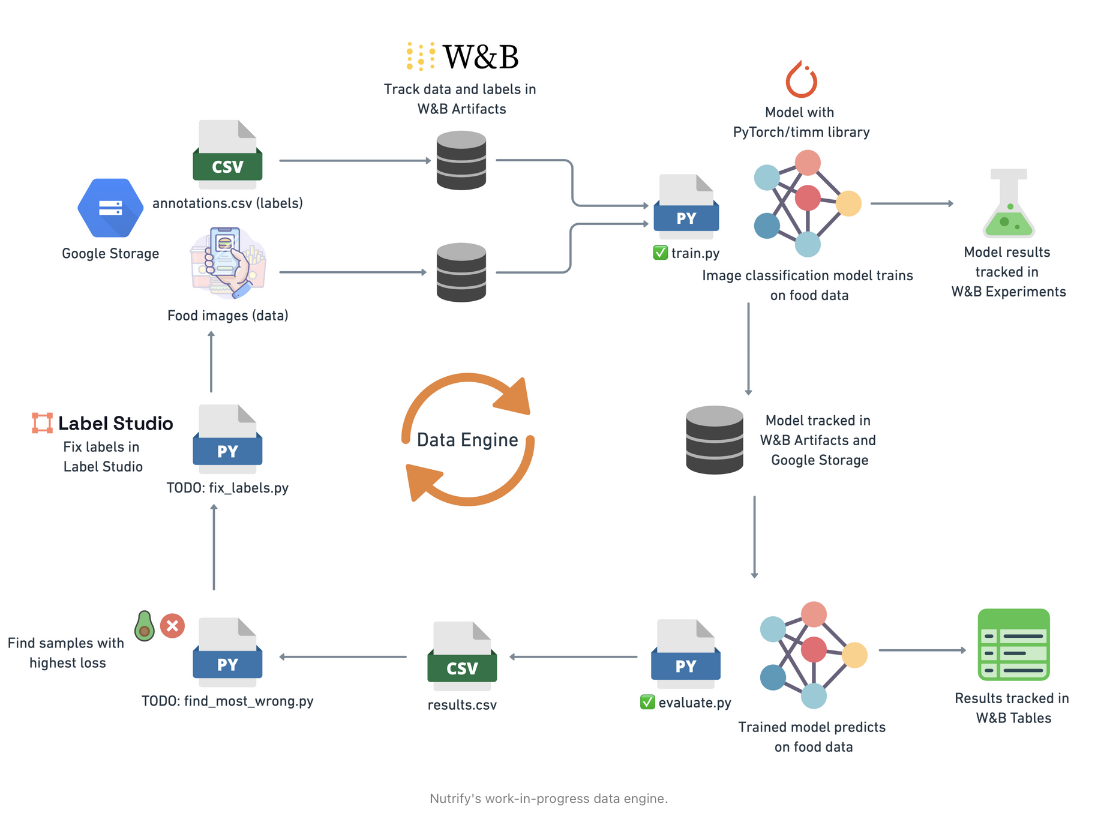 W&B
Track data and labels in
W&B Artifacts
Model with
PyTorch/timm library
CSV
annotations.csv (labels)
Google Storage
Food images (data)
PY
✅ train.py
Image classification model trains
on food data
Model results
tracked in
W&B Experiments
Label Studio
Fix labels in
Label Studio
PY
TODO: fix_labels.py
Data Engine
Model tracked in
W&B Artifacts and
Google Storage
Find samples with
highest loss
PY
TODO: find_most_wrong.py
CSV
results.csv
PY
✅ evaluate.py
Trained model predicts
on food data
Results tracked in
W&B Tables
Nutrify's work-in-progress data engine.